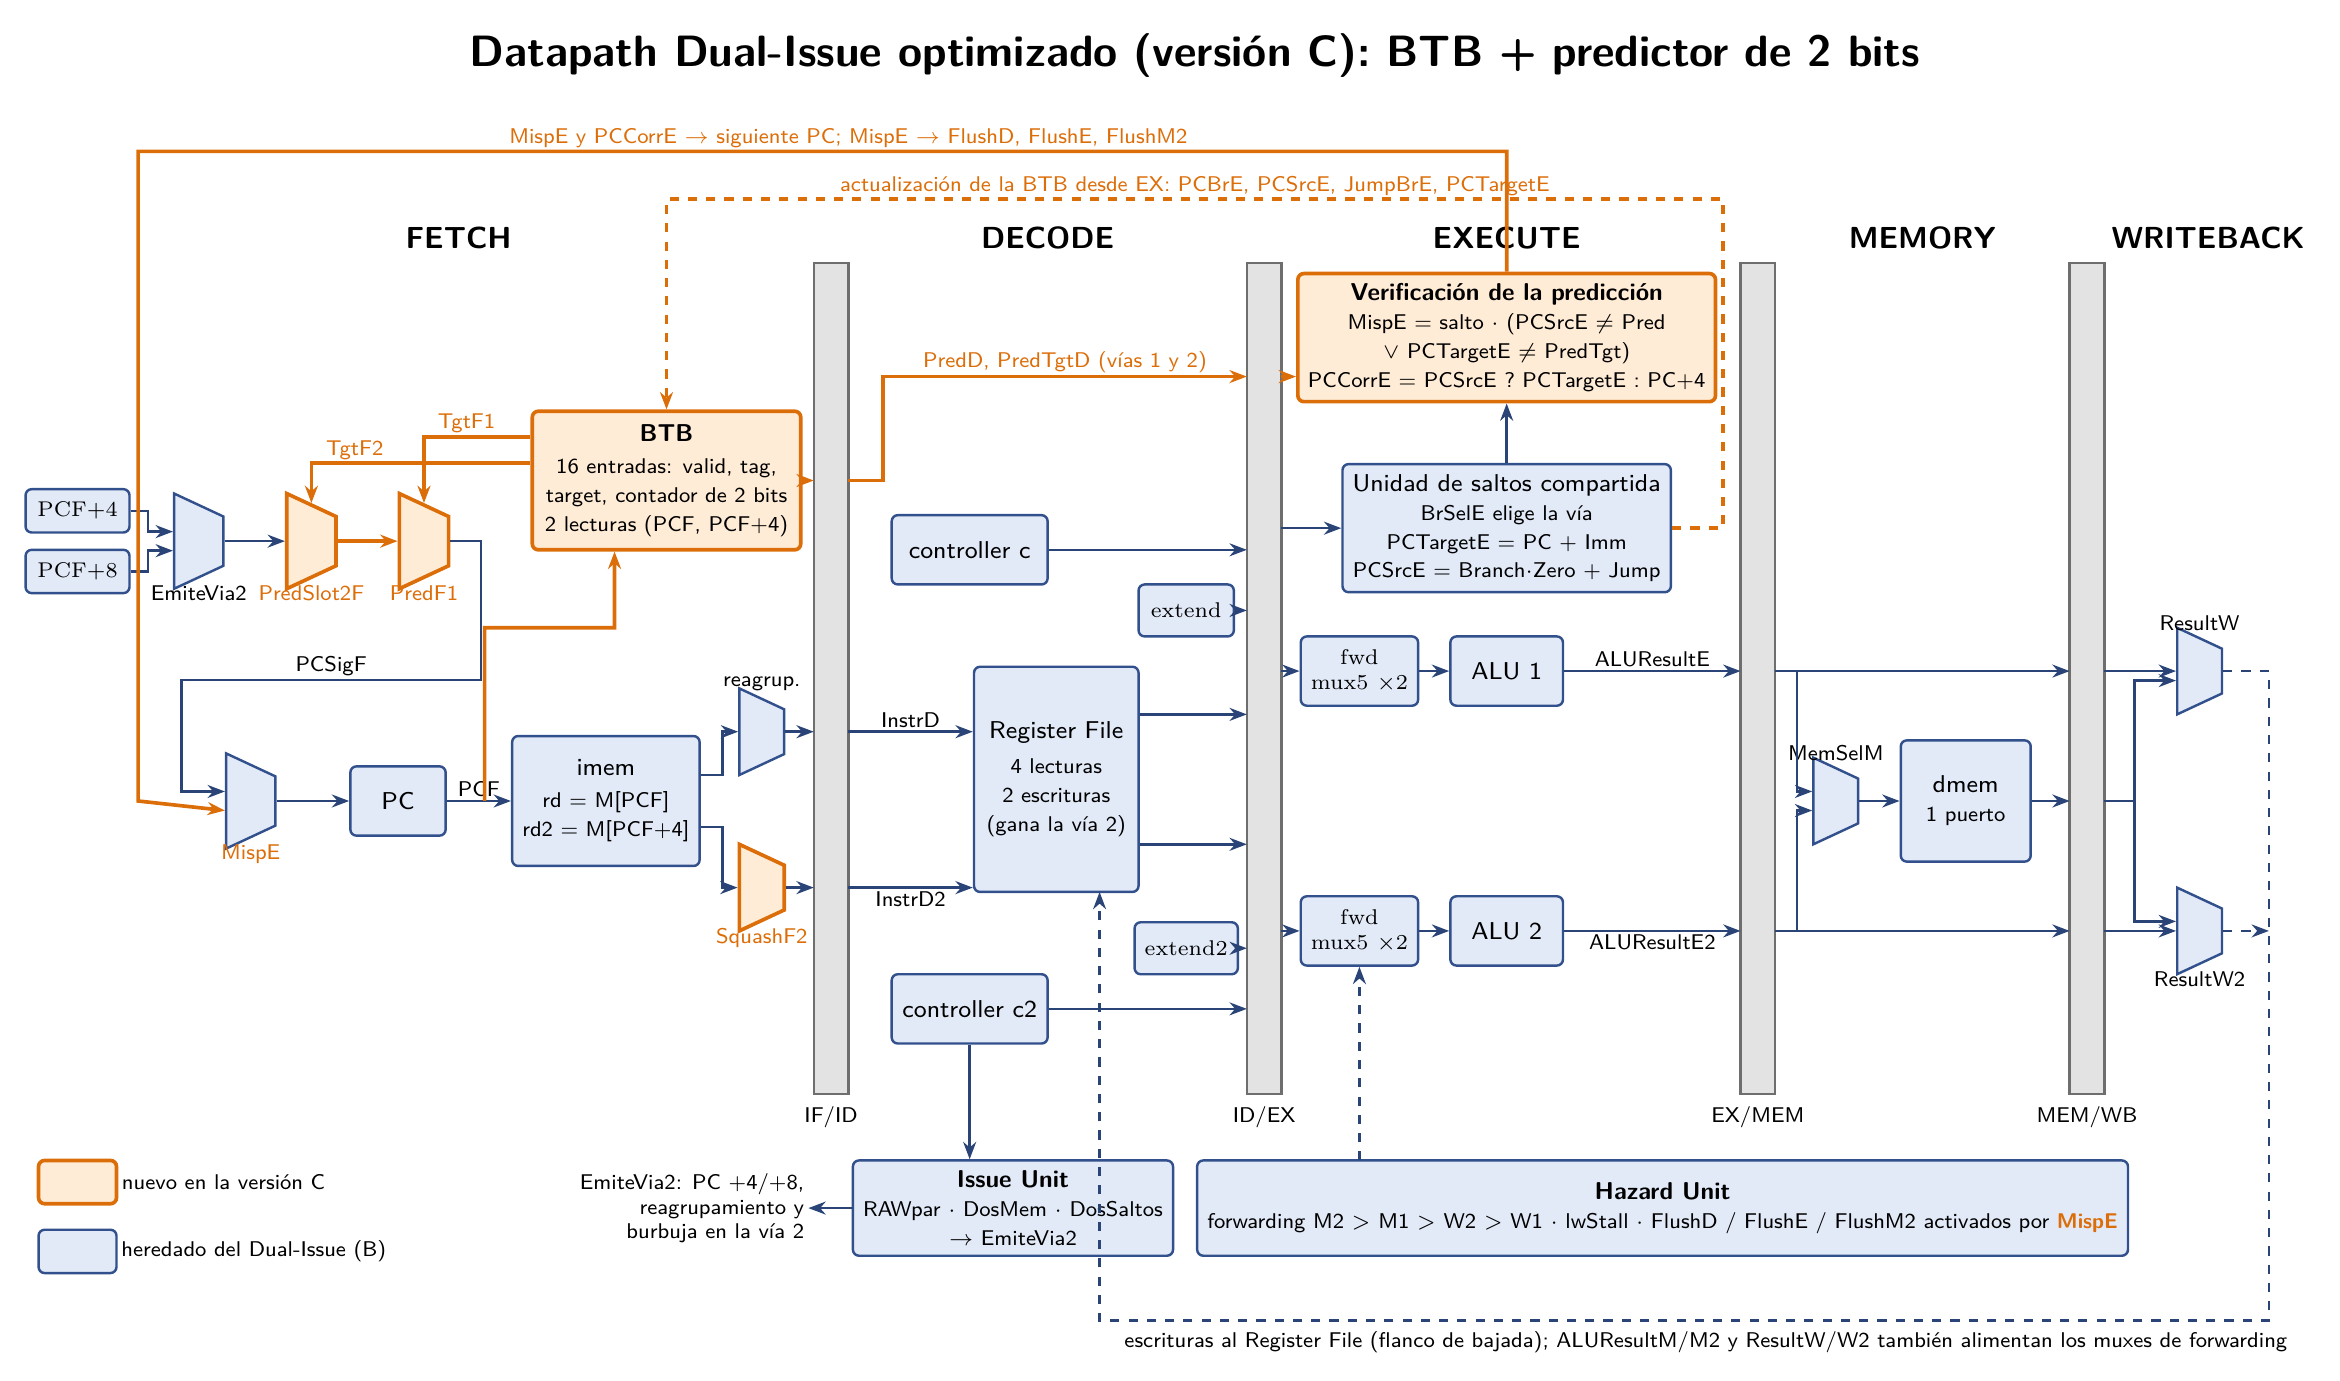 Datapath Dual-Issue optimizado (versión C): BTB + predictor de 2 bits
MispE y PCCorrE → siguiente PC; MispE → FlushD, FlushE, FlushM2
actualización de la BTB desde EX: PCBrE, PCSrcE, JumpBrE, PCTargetE
FETCH
DECODE
EXECUTE
MEMORY
WRITEBACK
Verificación de la predicción
MispE = salto · (PCSrcE ≠ Pred
∨ PCTargetE ≠ PredTgt)
PCCorrE = PCSrcE ? PCTargetE : PC+4
PredD, PredTgtD (vías 1 y 2)
TgtF1
TgtF2
BTB
16 entradas: valid, tag,
target, contador de 2 bits
2 lecturas (PCF, PCF+4)
PCF+4
PCF+8
EmiteVia2
PredSlot2F
PredF1
controller c
Unidad de saltos compartida
BrSelE elige la vía
PCTargetE = PC + Imm
PCSrcE = Branch·Zero + Jump
extend
PCSigF
reagrup.
fwd
mux5 ×2
ALU 1
ALUResultE
ResultW
InstrD
Register File
4 lecturas
2 escrituras
(gana la vía 2)
MispE
PC
PCF
imem
rd = M[PCF]
rd2 = M[PCF+4]
MemSelM
dmem
1 puerto
SquashF2
InstrD2
extend2
fwd
mux5 ×2
ALU 2
ALUResultE2
ResultW2
controller c2
IF/ID
ID/EX
EX/MEM
MEM/WB
nuevo en la versión C
heredado del Dual-Issue (B)
EmiteVia2: PC +4/+8,
reagrupamiento y
burbuja en la vía 2
Issue Unit
RAWpar · DosMem · DosSaltos
→ EmiteVia2
Hazard Unit
forwarding M2 > M1 > W2 > W1 · lwStall · FlushD / FlushE / FlushM2 activados por MispE
escrituras al Register File (flanco de bajada); ALUResultM/M2 y ResultW/W2 también alimentan los muxes de forwarding